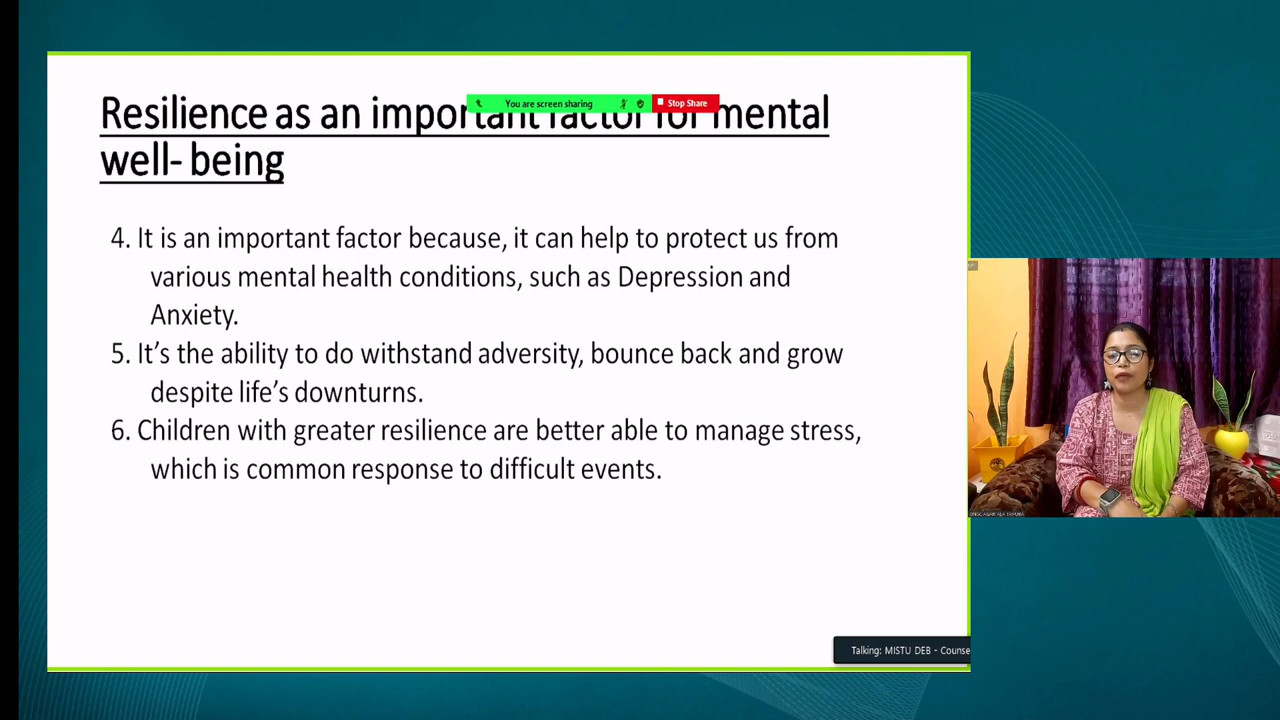 Resilience as an important factor for mental
You are screen sharing
Stop Share
well- being
4. It is an important factor because, it can help to protect us from
various mental health conditions, such as Depression and
Anxiety.
5. It's the ability to do withstand adversity, bounce back and grow
despite life's downturns.
6. Children with greater resilience are better able to manage stress,
which is common response to difficult events.
Talking: MISTU DEB - Counse